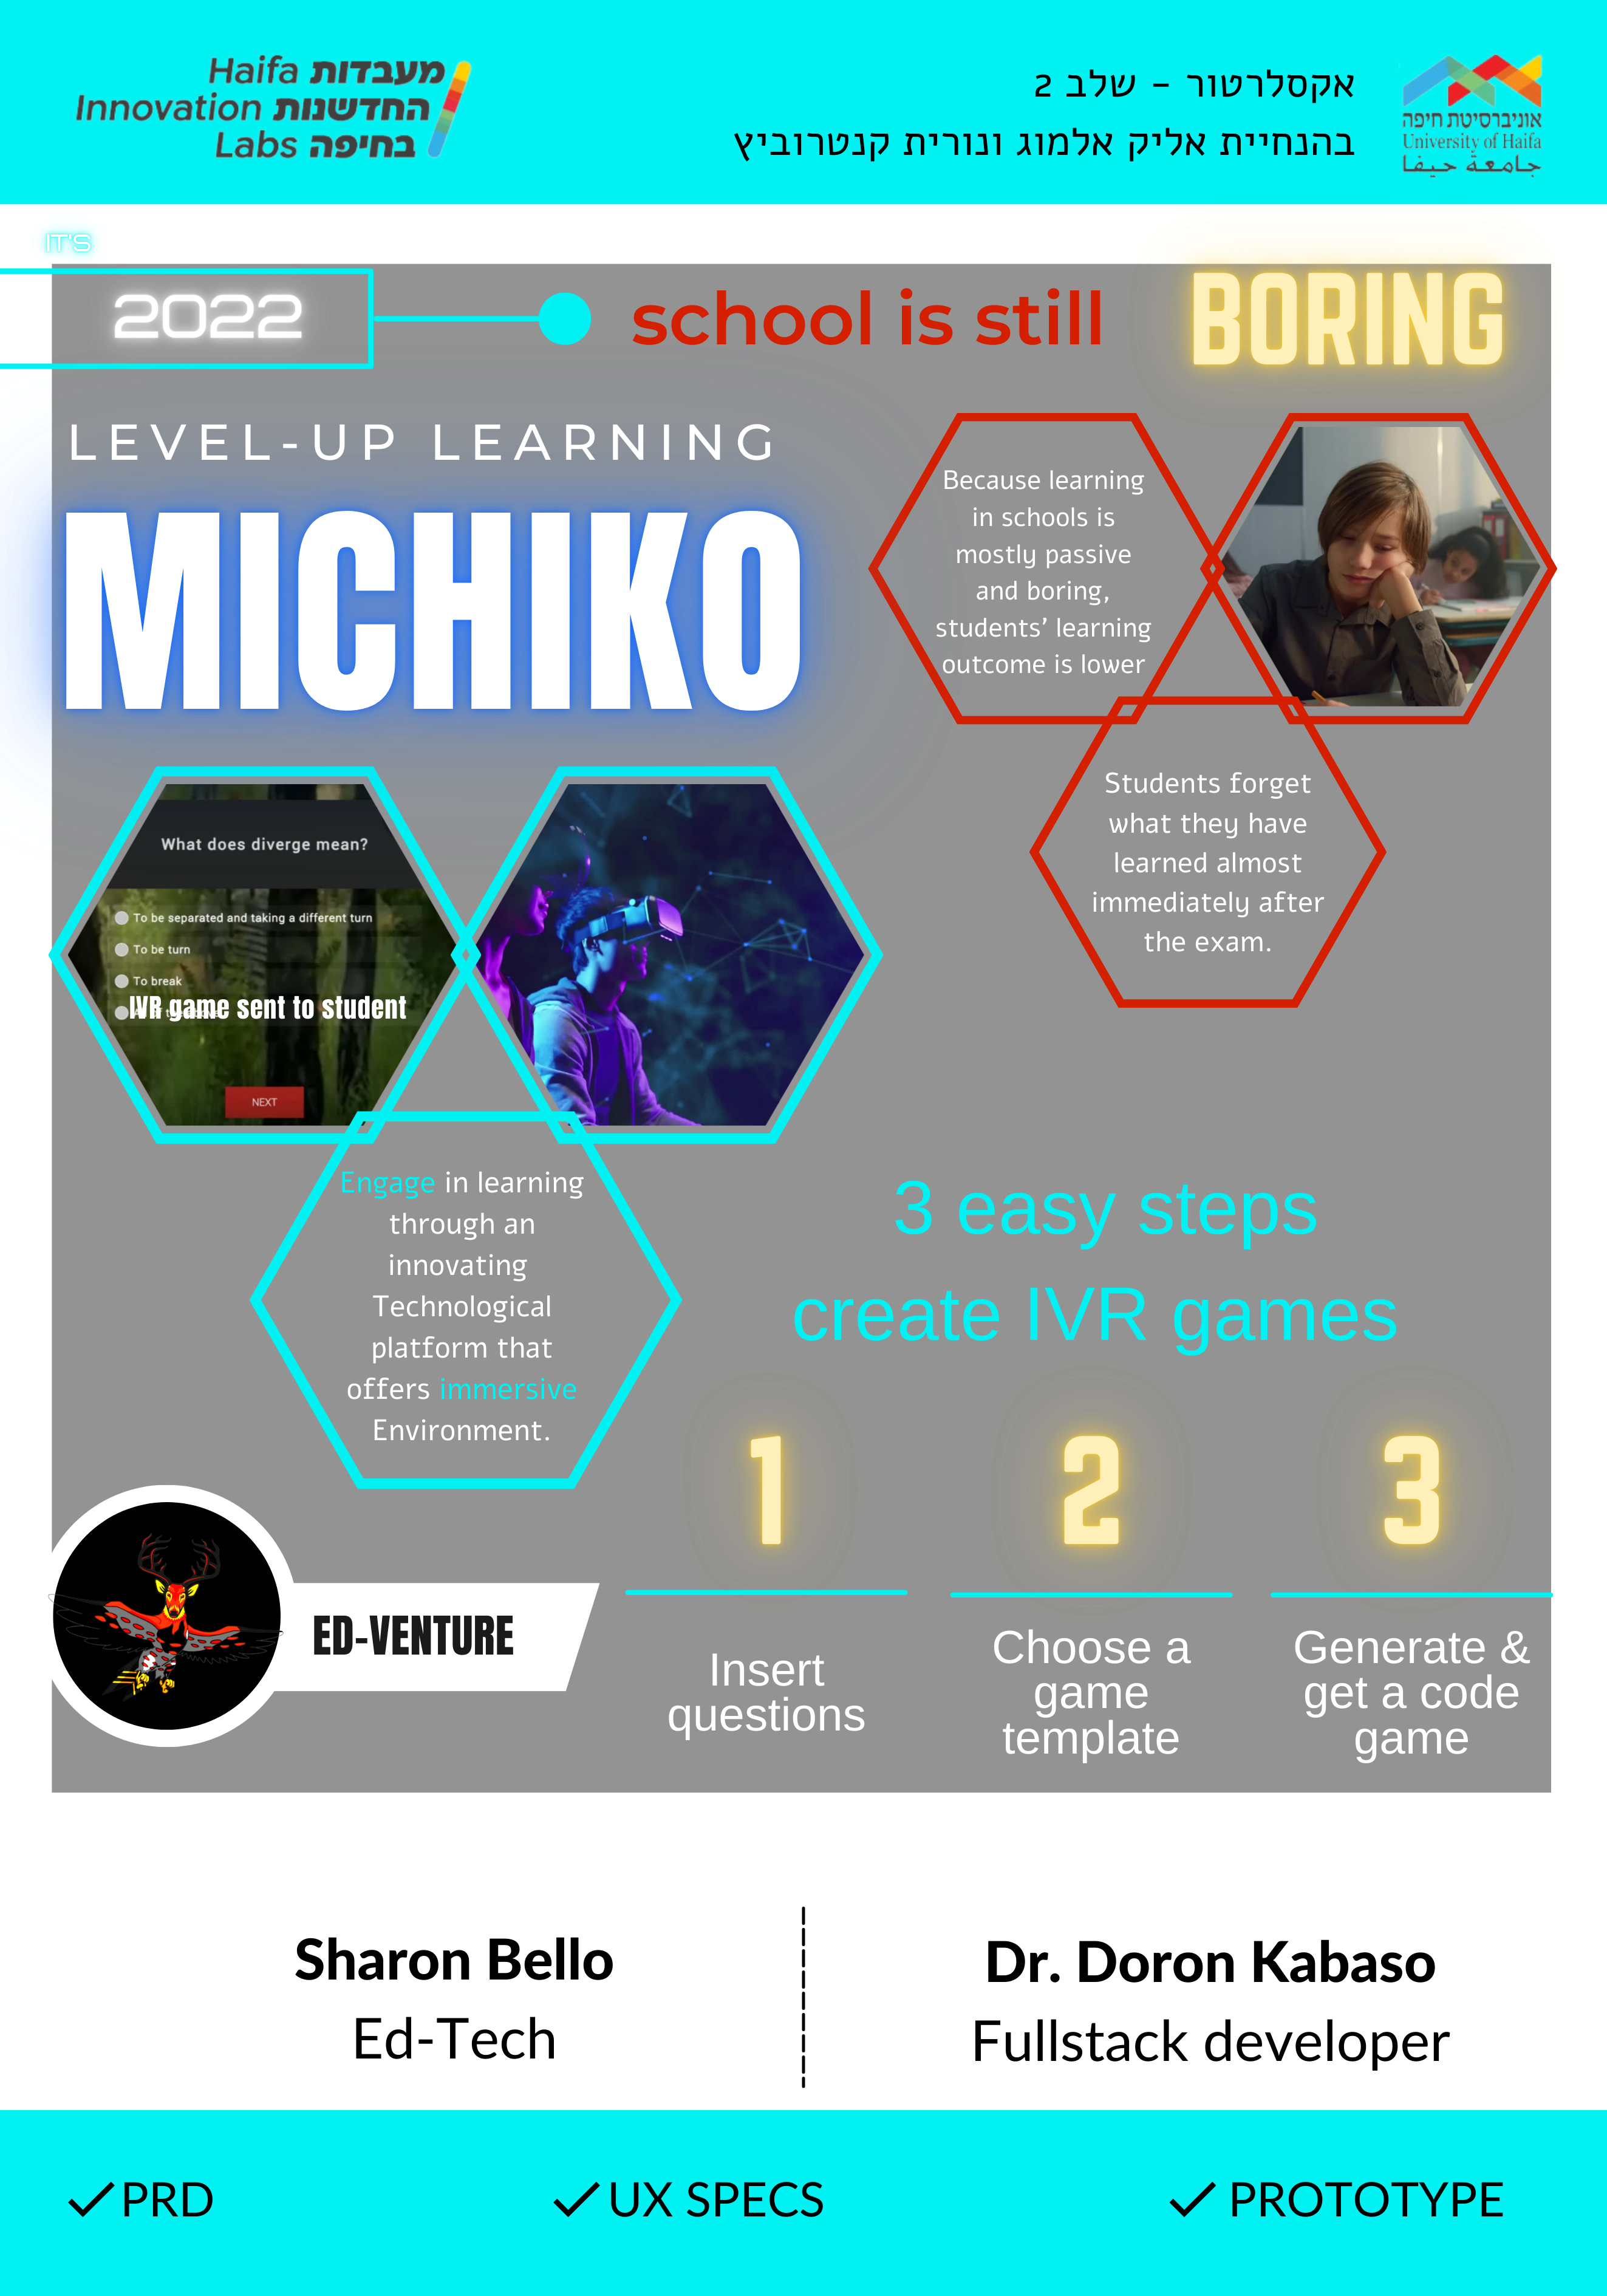 Haifa מעבדות
Innovation החדשנות
Labs בחיפה
אקסלרטור - שלב 2
בהנחיית אליק אלמוג ונורית קנטרוביץ
אוניברסיטת חיפה
University of Haifa
جامعة حيفا
IT'S
2022
school is still
BORING
LEVEL-UP LEARNING
MICHIKO
Because learning
in schools is
mostly passive
and boring,
students' learning
outcome is lower
Students forget
what they have
learned almost
immediately after
the exam.
What does diverge mean?
To be separated and taking a different turn
To be turn
To break
IVR game sent to student
NEXT
Engage in learning
through an
innovating
Technological
platform that
offers immersive
Environment.
3 easy steps
create IVR games
1
Insert
questions
2
Choose a
game
template
3
Generate &
get a code
game
ED-VENTURE
Sharon Bello
Ed-Tech
Dr. Doron Kabaso
Fullstack developer
PRD
UX SPECS
PROTOTYPE